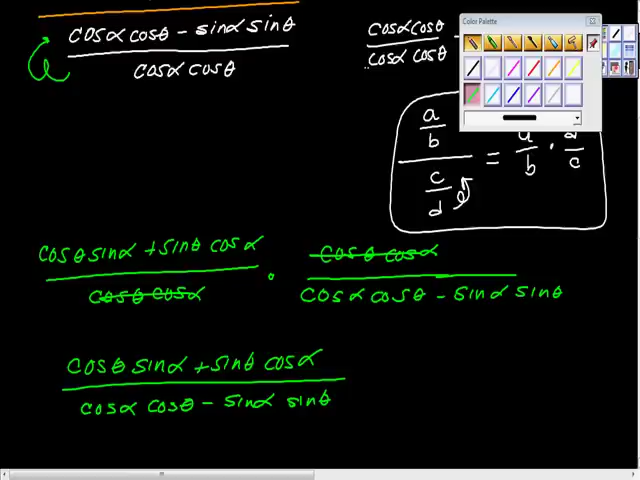 cosα cosθ - sinα sinθ
cosα cosθ
cosα cosθ
cosα cosθ
Color Palette
a
b
c
d
=
b
·
c
cosθ sinα + sinθ cosα
cosθ cosα
·
cosθ cosα
cosα cosθ - sinα sinθ
cosθ sinα + sinθ cosα
cosα cosθ - sinα sinθ